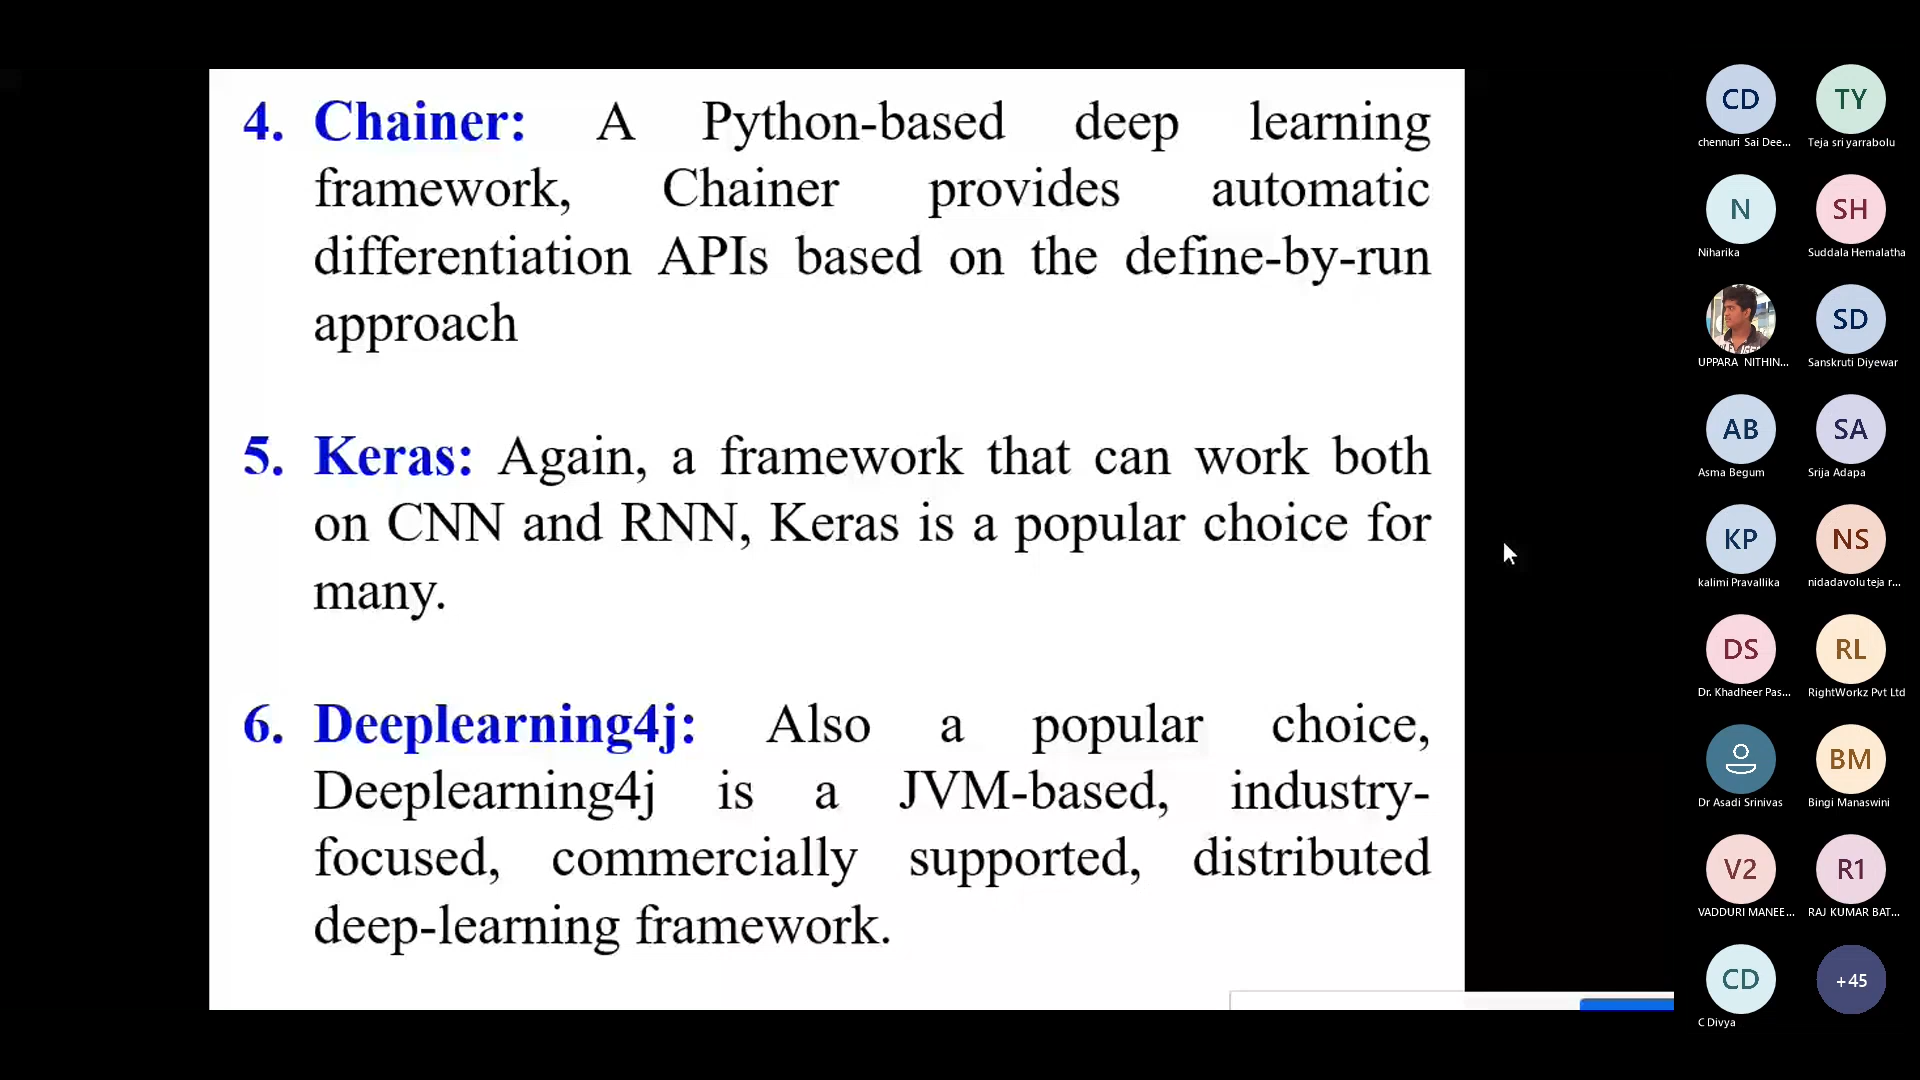 4. Chainer: A Python-based deep learning
framework, Chainer provides automatic
differentiation APIs based on the define-by-run
approach
5. Keras: Again, a framework that can work both
on CNN and RNN, Keras is a popular choice for
many.
6. Deeplearning4j: Also a popular choice,
Deeplearning4j is a JVM-based, industry-
focused, commercially supported, distributed
deep-learning framework.
CD TY
chennuri Sai Dee... Teja sri yarrabolu
N SH
Niharika Suddala Hemalatha
SD
UPPARA NITHIN... Sanskruti Diyewar
AB SA
Asma Begum Srija Adapa
KP NS
kalimi Pravallika nidadavolu teja r...
DS RL
Dr. Khadheer Pas... RightWorkz Pvt Ltd
BM
Dr Asadi Srinivas Bingi Manaswini
V2 R1
VADDURI MANEE... RAJ KUMAR BAT...
CD +45
C Divya